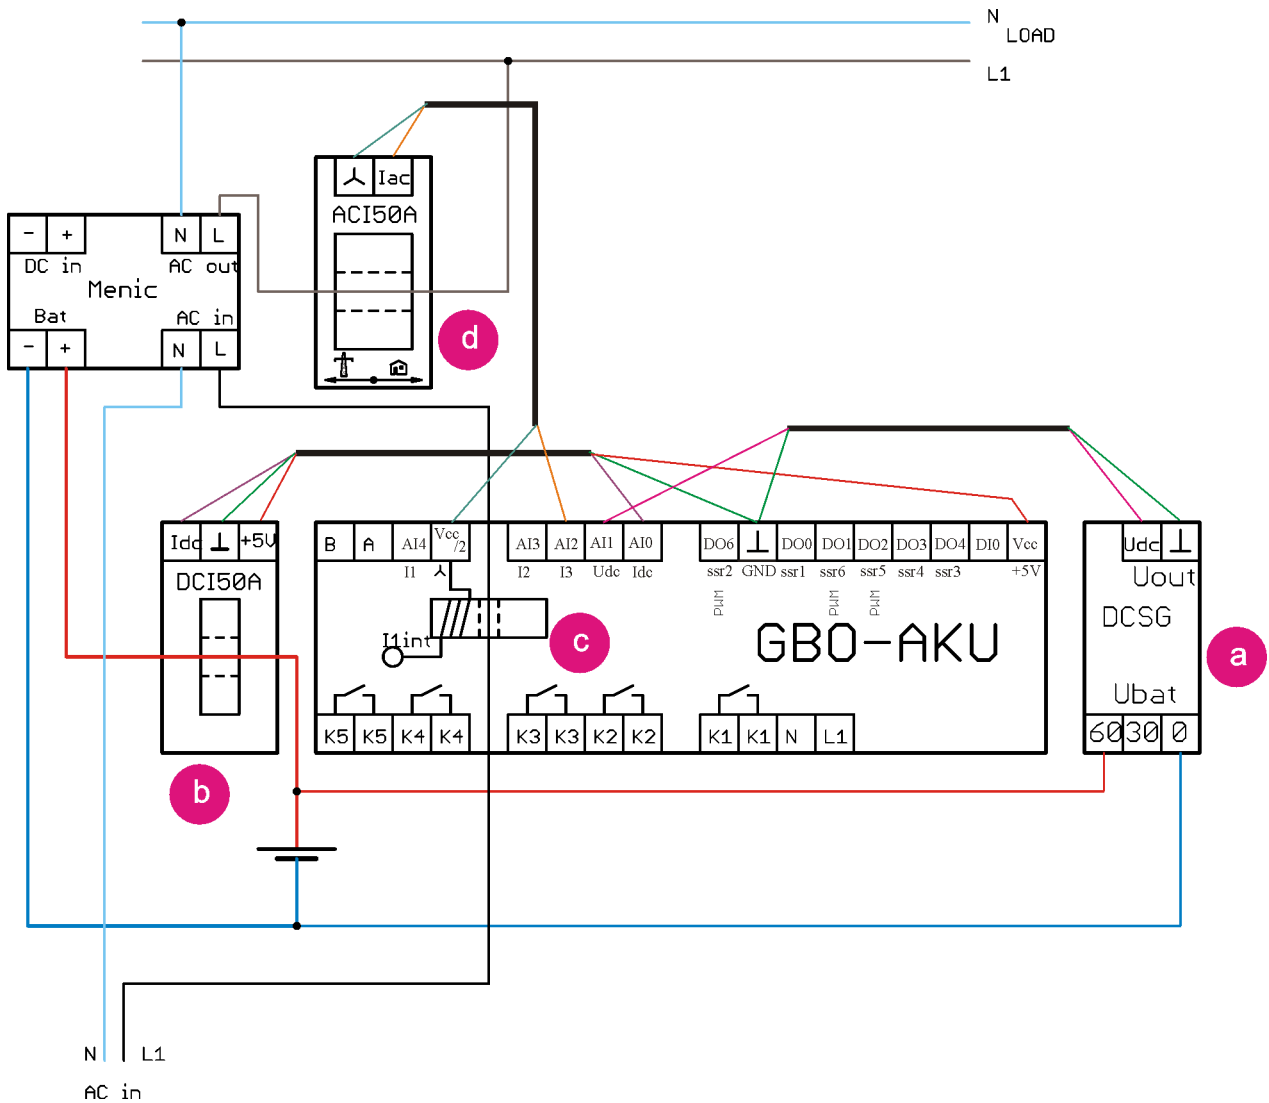 N
LOAD
L1
Iac
ACI50A
- + N L
DC in AC out
Menic
Bat AC in
- + N L
d
Idc +5V
DCI50A
B A AI4 Vcc/2 AI3 AI2 AI1 AI0 DO6 DO0 DO1 DO2 DO3 DO4 DI0 Vcc
I1 I2 I3 Udc Idc ssr2 GND ssr1 ssr6 ssr5 ssr4 ssr3 +5V
PWM PWM PWM
I1int
c
GBO-AKU
K5 K5 K4 K4 K3 K3 K2 K2 K1 K1 N L1
Udc
Uout
DCSG
Ubat
60 30 0
a
b
N L1
AC in